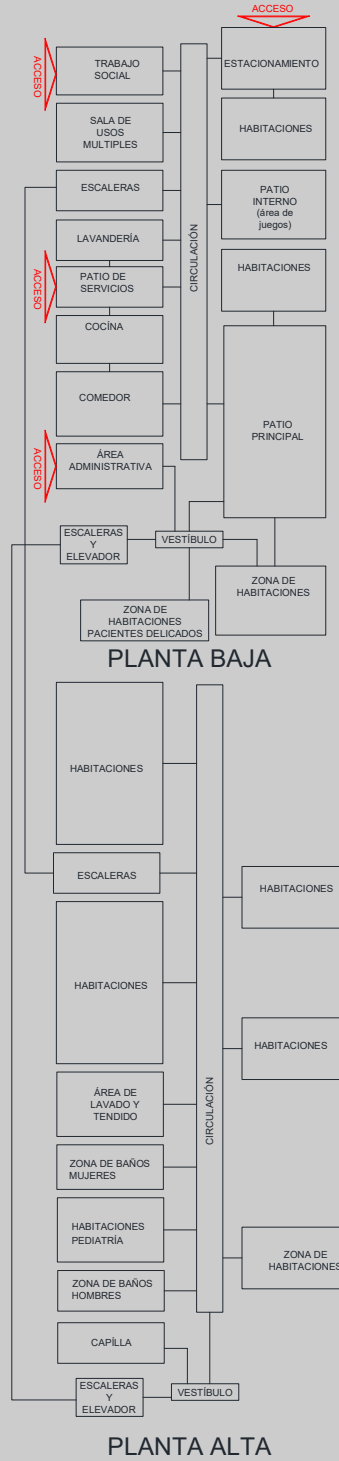 ACCESO
ACCESO
TRABAJO
SOCIAL
ESTACIONAMIENTO
SALA DE
USOS
MULTIPLES
HABITACIONES
ESCALERAS
PATIO
INTERNO
(área de
juegos)
CIRCULACIÓN
LAVANDERÍA
ACCESO
PATIO DE
SERVICIOS
HABITACIONES
COCÍNA
COMEDOR
PATIO
PRINCIPAL
ACCESO
ÁREA
ADMINISTRATIVA
ESCALERAS
Y
ELEVADOR
VESTÍBULO
ZONA DE
HABITACIONES
ZONA DE
HABITACIONES
PACIENTES DELICADOS
PLANTA BAJA
HABITACIONES
ESCALERAS
HABITACIONES
HABITACIONES
HABITACIONES
CIRCULACIÓN
ÁREA DE
LAVADO Y
TENDIDO
ZONA DE BAÑOS
MUJERES
HABITACIONES
PEDIATRÍA
ZONA DE
HABITACIONES
ZONA DE BAÑOS
HOMBRES
CAPÍLLA
ESCALERAS
Y
ELEVADOR
VESTÍBULO
PLANTA ALTA